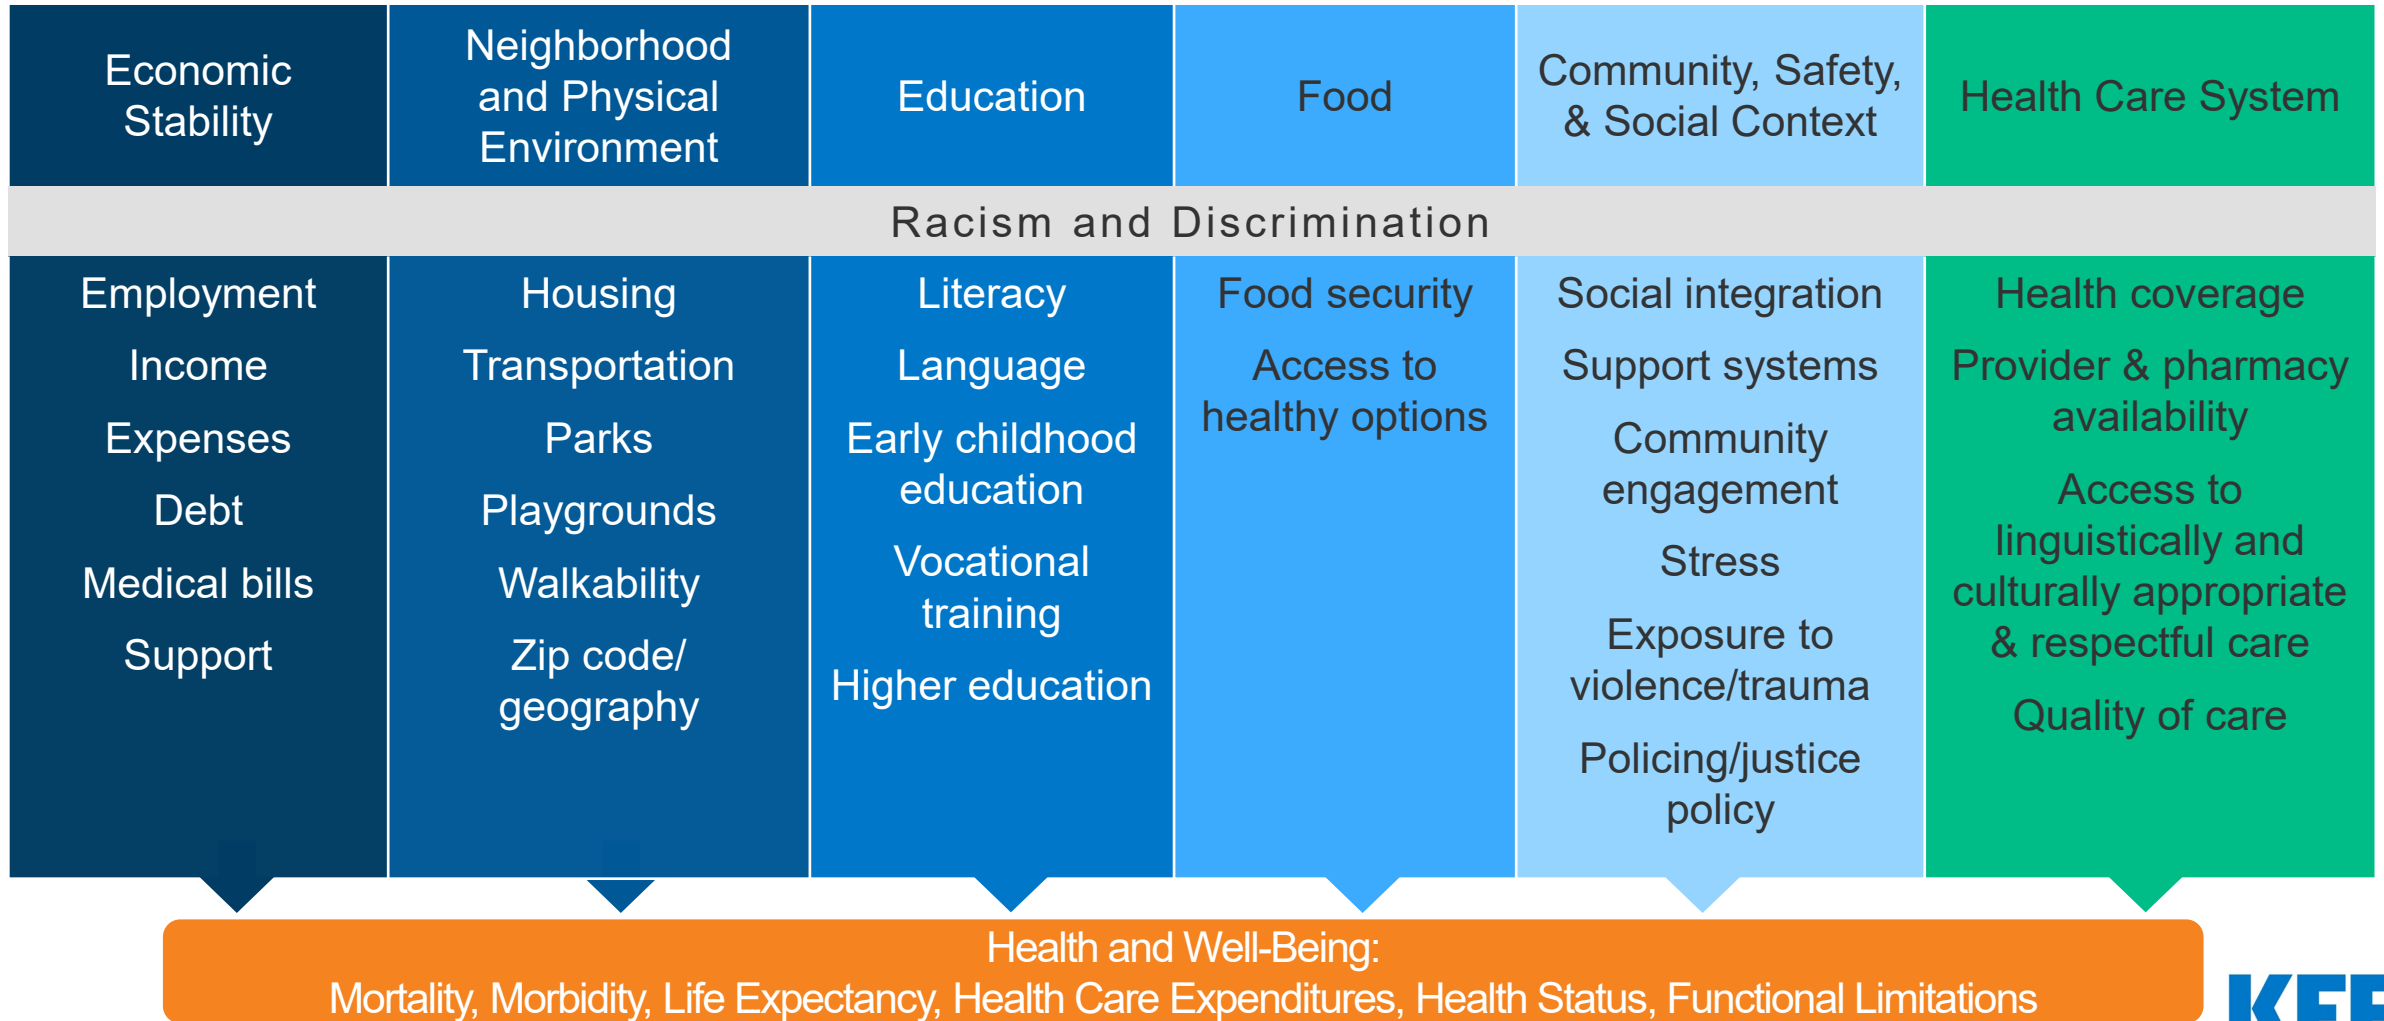 Economic
Stability
Neighborhood
and Physical
Environment
Education
Food
Community, Safety,
& Social Context
Health Care System
Racism and Discrimination
Employment
Income
Expenses
Debt
Medical bills
Support
Housing
Transportation
Parks
Playgrounds
Walkability
Zip code/
geography
Literacy
Language
Early childhood
education
Vocational
training
Higher education
Food security
Access to
healthy options
Social integration
Support systems
Community
engagement
Stress
Exposure to
violence/trauma
Policing/justice
policy
Health coverage
Provider & pharmacy
availability
Access to
linguistically and
culturally appropriate
& respectful care
Quality of care
Health and Well-Being:
Mortality, Morbidity, Life Expectancy, Health Care Expenditures, Health Status, Functional Limitations
KFF